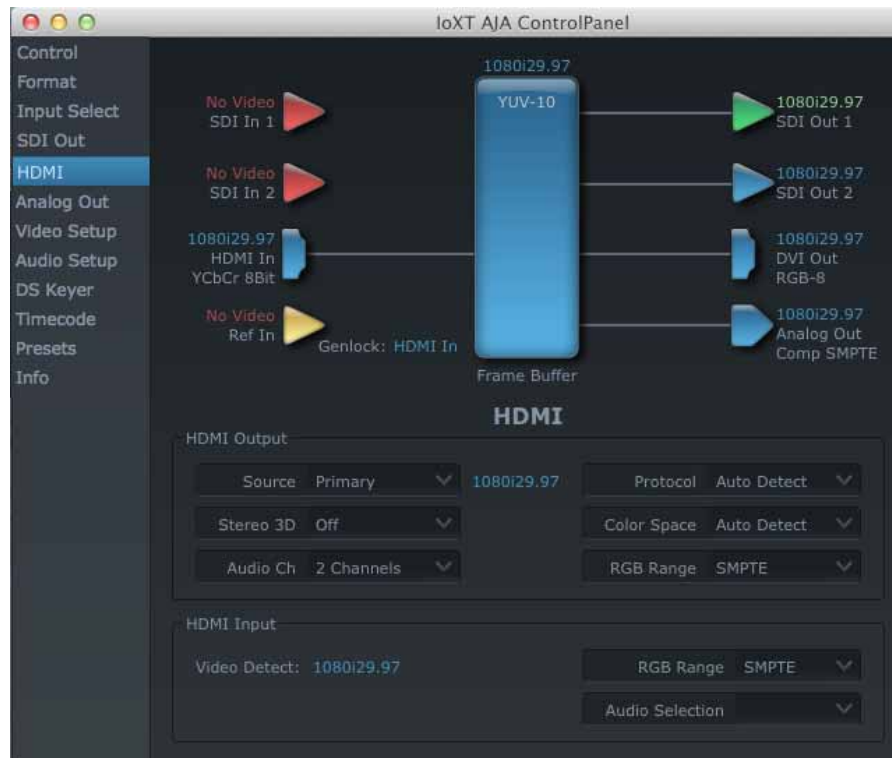 IoXT AJA ControlPanel
Control
Format
Input Select
SDI Out
HDMI
Analog Out
Video Setup
Audio Setup
DS Keyer
Timecode
Presets
Info
1080i29.97
YUV-10
No Video
SDI In 1
No Video
SDI In 2
1080i29.97
HDMI In
YCbCr 8Bit
No Video
Ref In
Genlock: HDMI In
Frame Buffer
1080i29.97
SDI Out 1
1080i29.97
SDI Out 2
1080i29.97
DVI Out
RGB-8
1080i29.97
Analog Out
Comp SMPTE
HDMI
HDMI Output
Source Primary 1080i29.97 Protocol Auto Detect
Stereo 3D Off Color Space Auto Detect
Audio Ch 2 Channels RGB Range SMPTE
HDMI Input
Video Detect: 1080i29.97 RGB Range SMPTE
Audio Selection